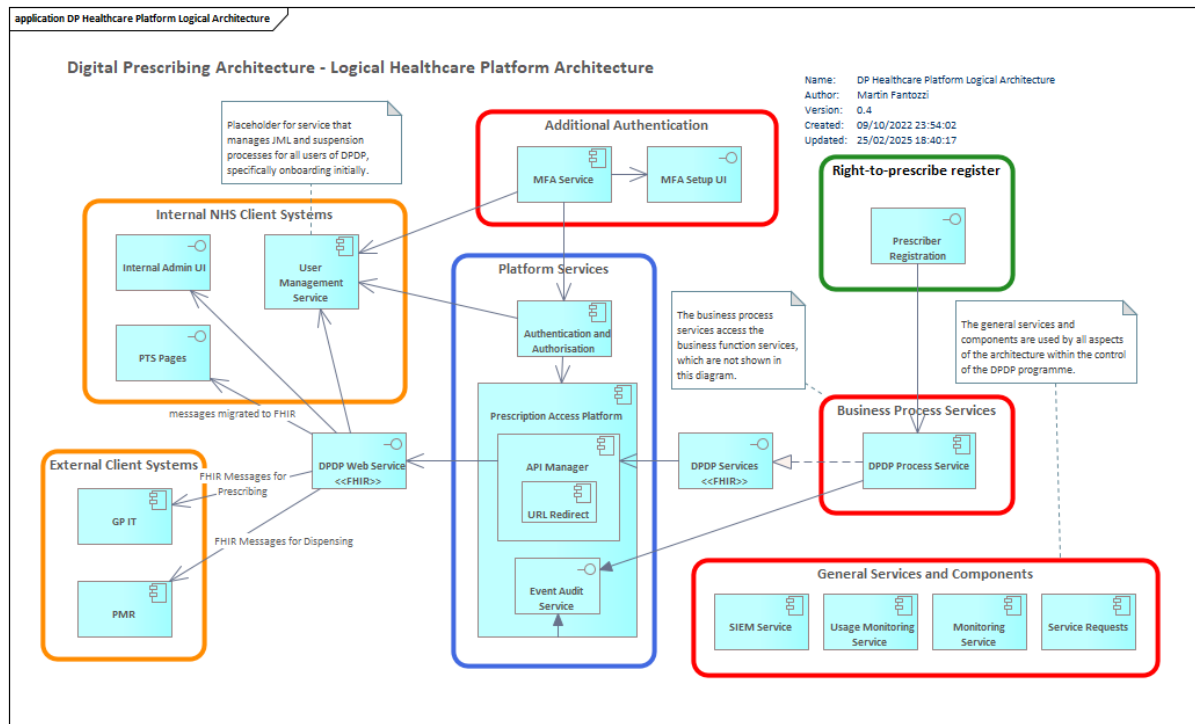 application DP Healthcare Platform Logical Architecture
Digital Prescribing Architecture - Logical Healthcare Platform Architecture
Name: DP Healthcare Platform Logical Architecture
Author: Martin Fantozzi
Version: 0.4
Created: 09/10/2022 23:54:02
Updated: 25/02/2025 18:40:17
Placeholder for service that
manages JML and suspension
processes for all users of DPDP,
specifically onboarding initially.
Additional Authentication
MFA Service
MFA Setup UI
Right-to-prescribe register
Prescriber
Registration
Internal NHS Client Systems
Internal Admin UI
User
Management
Service
PTS Pages
Platform Services
Authentication and
Authorisation
The business process
services access the
business function services,
which are not shown in
this diagram.
The general services and
components are used by all aspects
of the architecture within the control
of the DPDP programme.
messages migrated to FHIR
Prescription Access Platform
API Manager
URL Redirect
Event Audit
Service
Business Process Services
DPDP Process Service
DPDP Services
<<FHIR>>
DPDP Web Service
<<FHIR>>
External Client Systems
FHIR Messages for
Prescribing
GP IT
FHIR Messages for Dispensing
PMR
General Services and Components
SIEM Service
Usage Monitoring
Service
Monitoring
Service
Service Requests